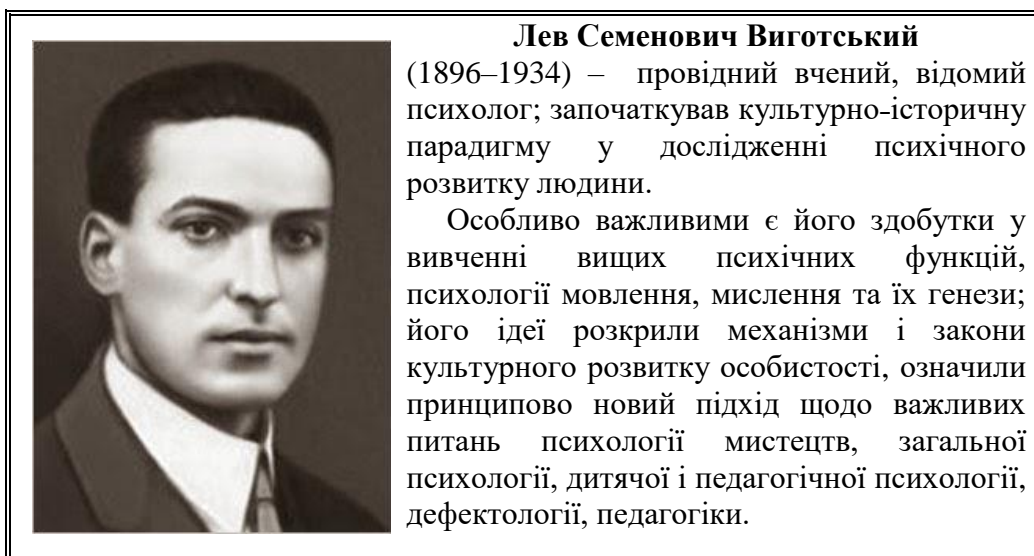 Лев Семенович Виготський
(1896–1934) – провідний вчений, відомий
психолог; започаткував культурно-історичну
парадигму у дослідженні психічного
розвитку людини.
Особливо важливими є його здобутки у
вивченні вищих психічних функцій,
психології мовлення, мислення та їх генези;
його ідеї розкрили механізми і закони
культурного розвитку особистості, означили
принципово новий підхід щодо важливих
питань психології мистецтв, загальної
психології, дитячої і педагогічної психології,
дефектології, педагогіки.